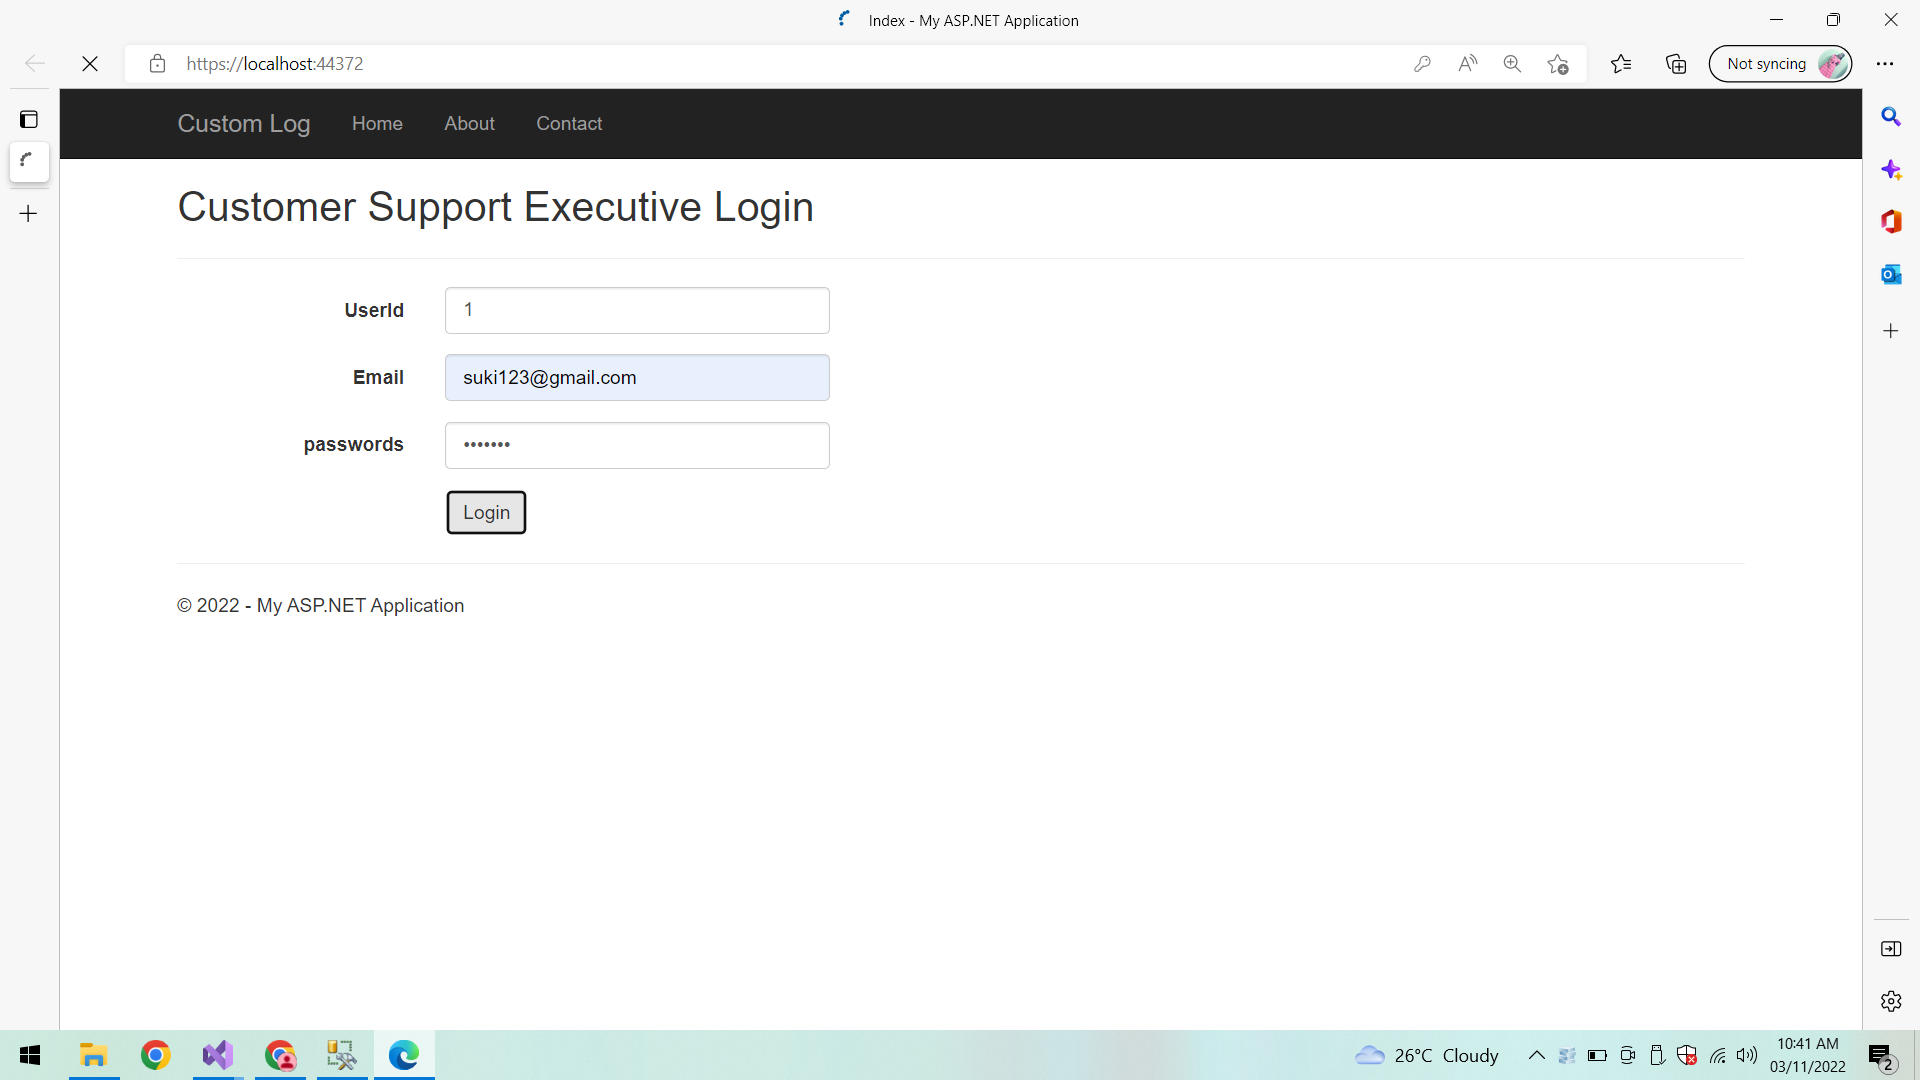 Index - My ASP.NET Application
https://localhost:44372
Not syncing
Custom Log Home About Contact
Customer Support Executive Login
UserId 1
Email suki123@gmail.com
passwords •••••••
Login
© 2022 - My ASP.NET Application
26°C Cloudy
10:41 AM
03/11/2022
2